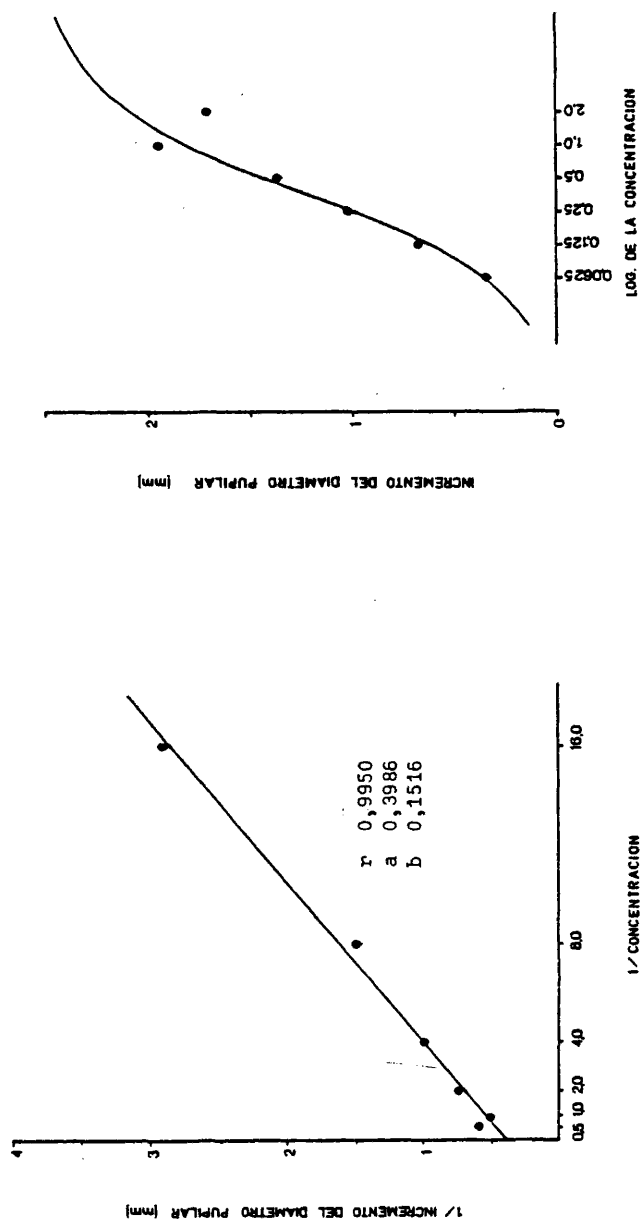 1/ INCREMENTO DEL DIAMETRO PUPILAR (mm)
4
3
2
1
r 0,9950
a 0,3986
b 0,1516
0,5 1,0 2,0 4,0 8,0 16,0
1/CONCENTRACION
INCREMENTO DEL DIAMETRO PUPILAR (mm)
2
1
0
0,0625 0,125 0,25 0,5 1,0 2,0
LOG. DE LA CONCENTRACION